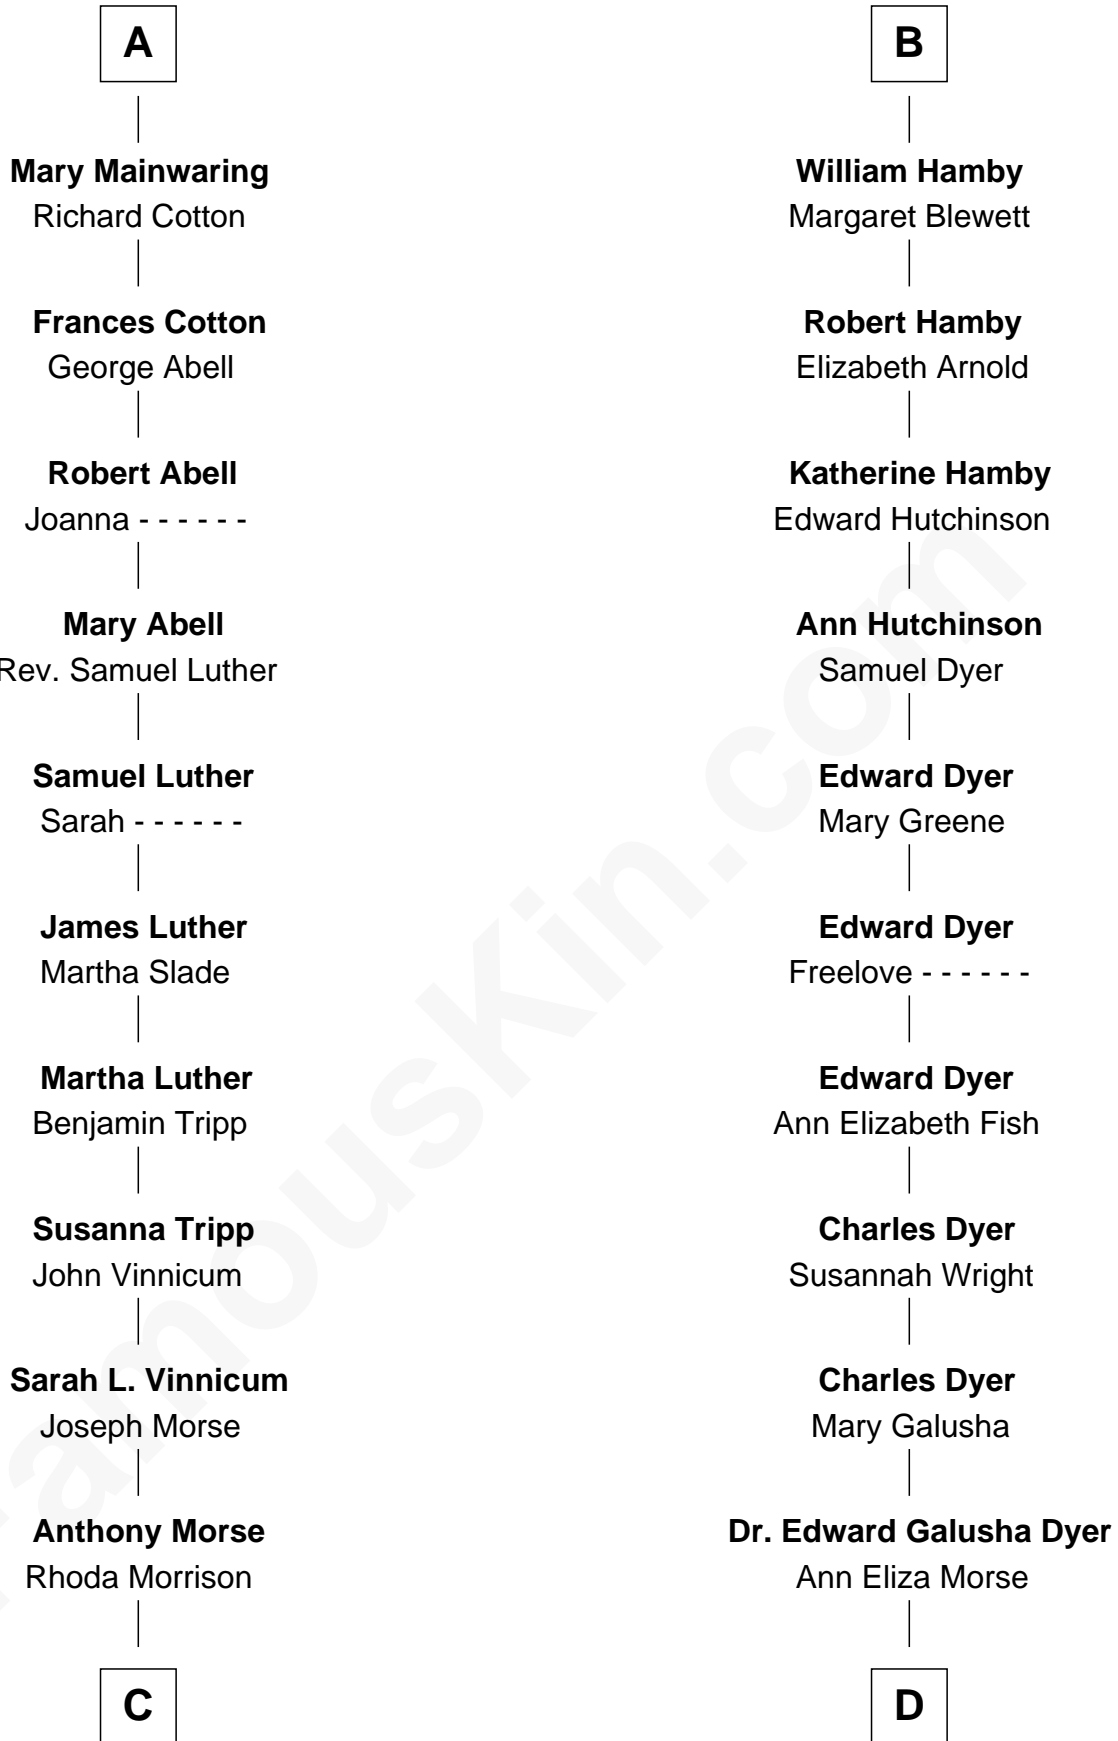 A
Mary Mainwaring
Richard Cotton
Frances Cotton
George Abell
Robert Abell
Joanna - - - - - -
Mary Abell
Rev. Samuel Luther
Samuel Luther
Sarah - - - - - -
James Luther
Martha Slade
Martha Luther
Benjamin Tripp
Susanna Tripp
John Vinnicum
Sarah L. Vinnicum
Joseph Morse
Anthony Morse
Rhoda Morrison
C
B
William Hamby
Margaret Blewett
Robert Hamby
Elizabeth Arnold
Katherine Hamby
Edward Hutchinson
Ann Hutchinson
Samuel Dyer
Edward Dyer
Mary Greene
Edward Dyer
Freelove - - - - - -
Edward Dyer
Ann Elizabeth Fish
Charles Dyer
Susannah Wright
Charles Dyer
Mary Galusha
Dr. Edward Galusha Dyer
Ann Eliza Morse
D
FamousKin.com